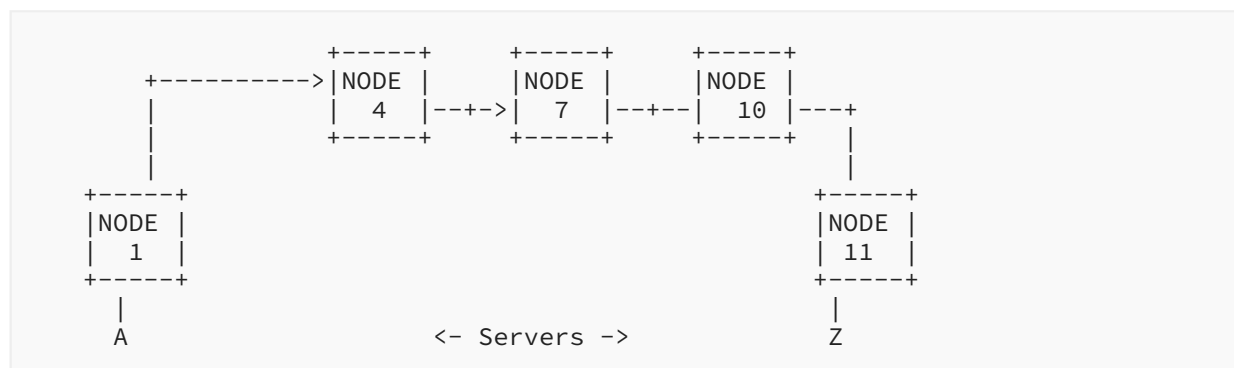 +-----+     +-----+     +-----+
+---------->|NODE |     |NODE |     |NODE |
|           |  4  |--+->|  7  |--+--|  10 |---+
|           +-----+     +-----+     +-----+   |
|                                             |
+-----+                                         +-----+
|NODE |                                         |NODE |
|  1  |                                         | 11  |
+-----+                                         +-----+
|                                               |
A                    <- Servers ->             Z